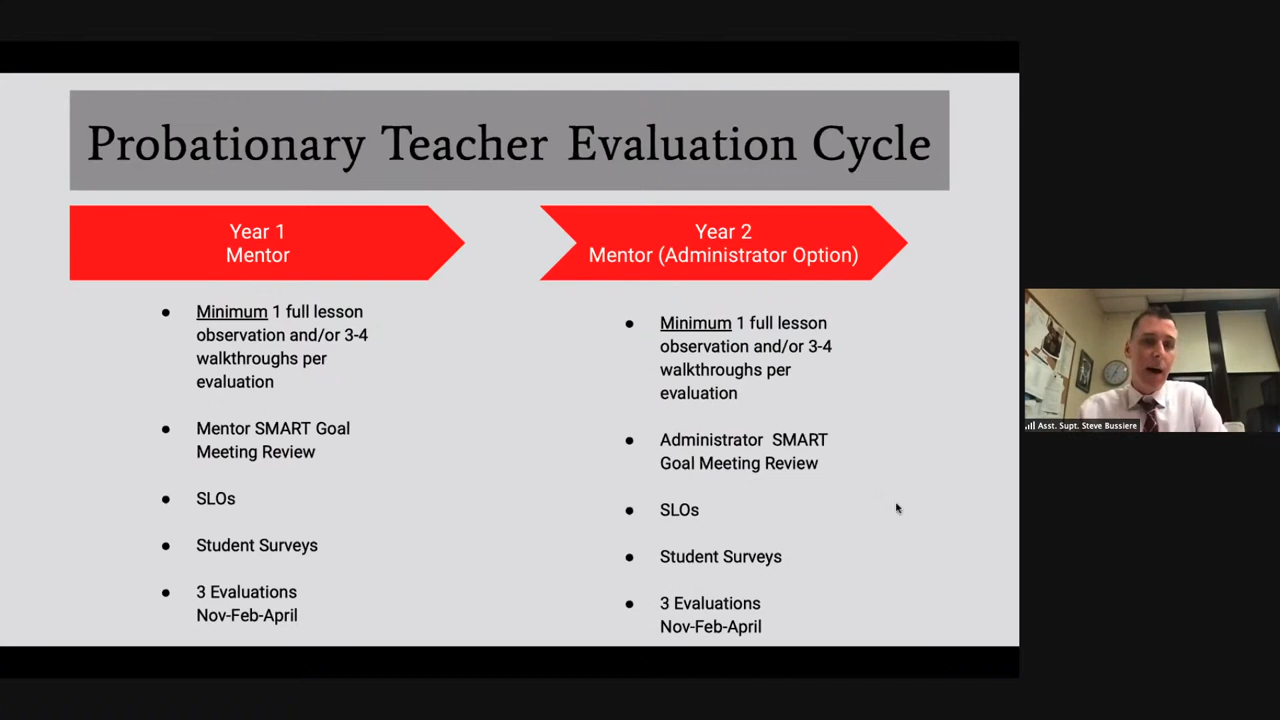 Probationary Teacher Evaluation Cycle
Year 1
Mentor
Minimum 1 full lesson
observation and/or 3-4
walkthroughs per
evaluation
Mentor SMART Goal
Meeting Review
SLOs
Student Surveys
3 Evaluations
Nov-Feb-April
Year 2
Mentor (Administrator Option)
Minimum 1 full lesson
observation and/or 3-4
walkthroughs per
evaluation
Administrator SMART
Goal Meeting Review
SLOs
Student Surveys
3 Evaluations
Nov-Feb-April
Asst. Supt. Steve Bussiere